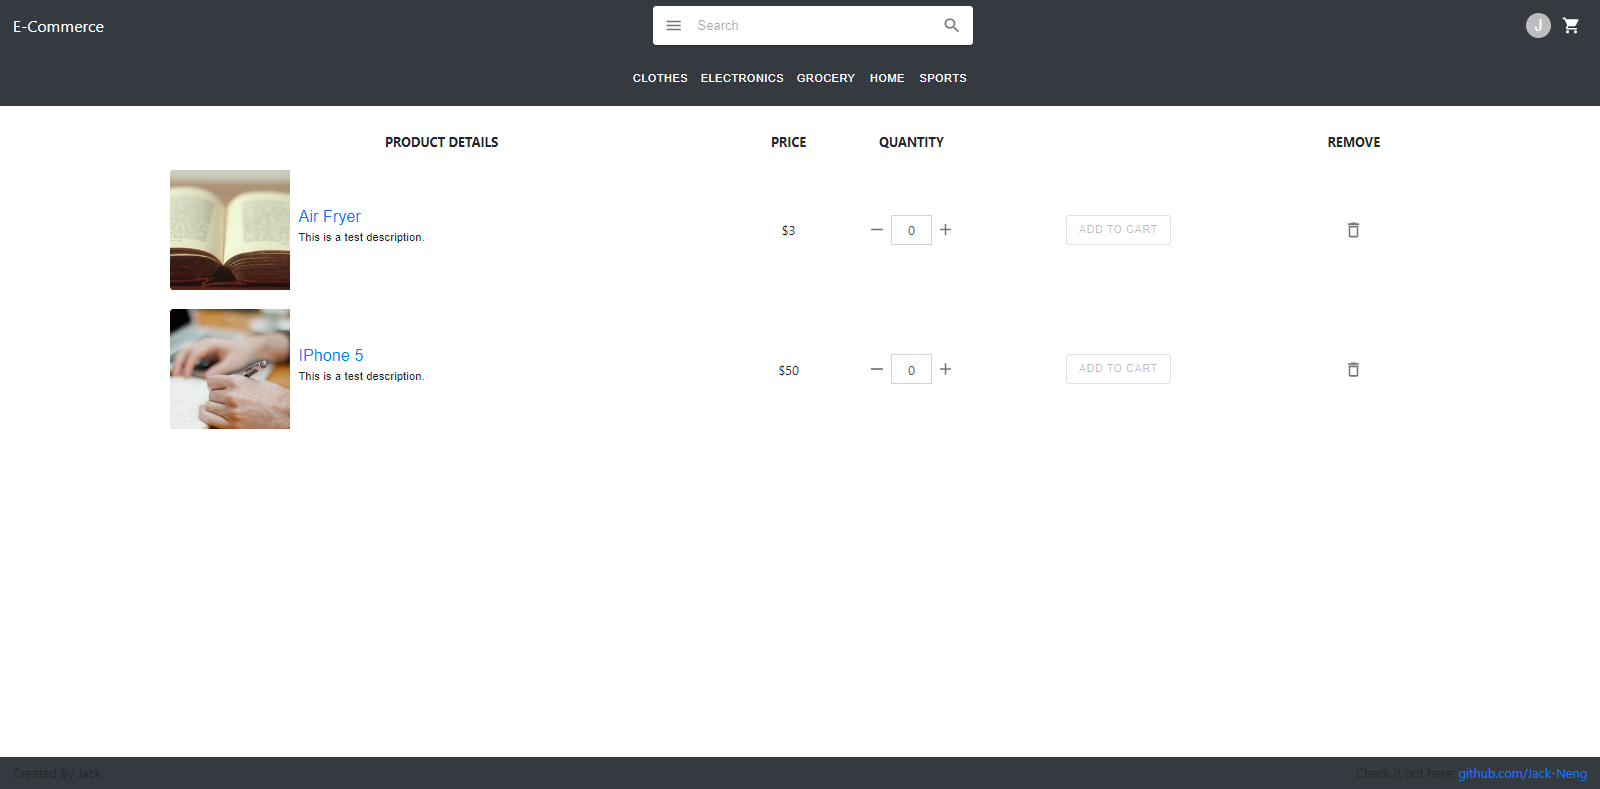 E-Commerce
Search
J
CLOTHES ELECTRONICS GROCERY HOME SPORTS
PRODUCT DETAILS PRICE QUANTITY REMOVE
Air Fryer
This is a test description.
$3 0 ADD TO CART
IPhone 5
This is a test description.
$50 0 ADD TO CART
Created By Jack
Check it out here: github.com/Jack-Neng